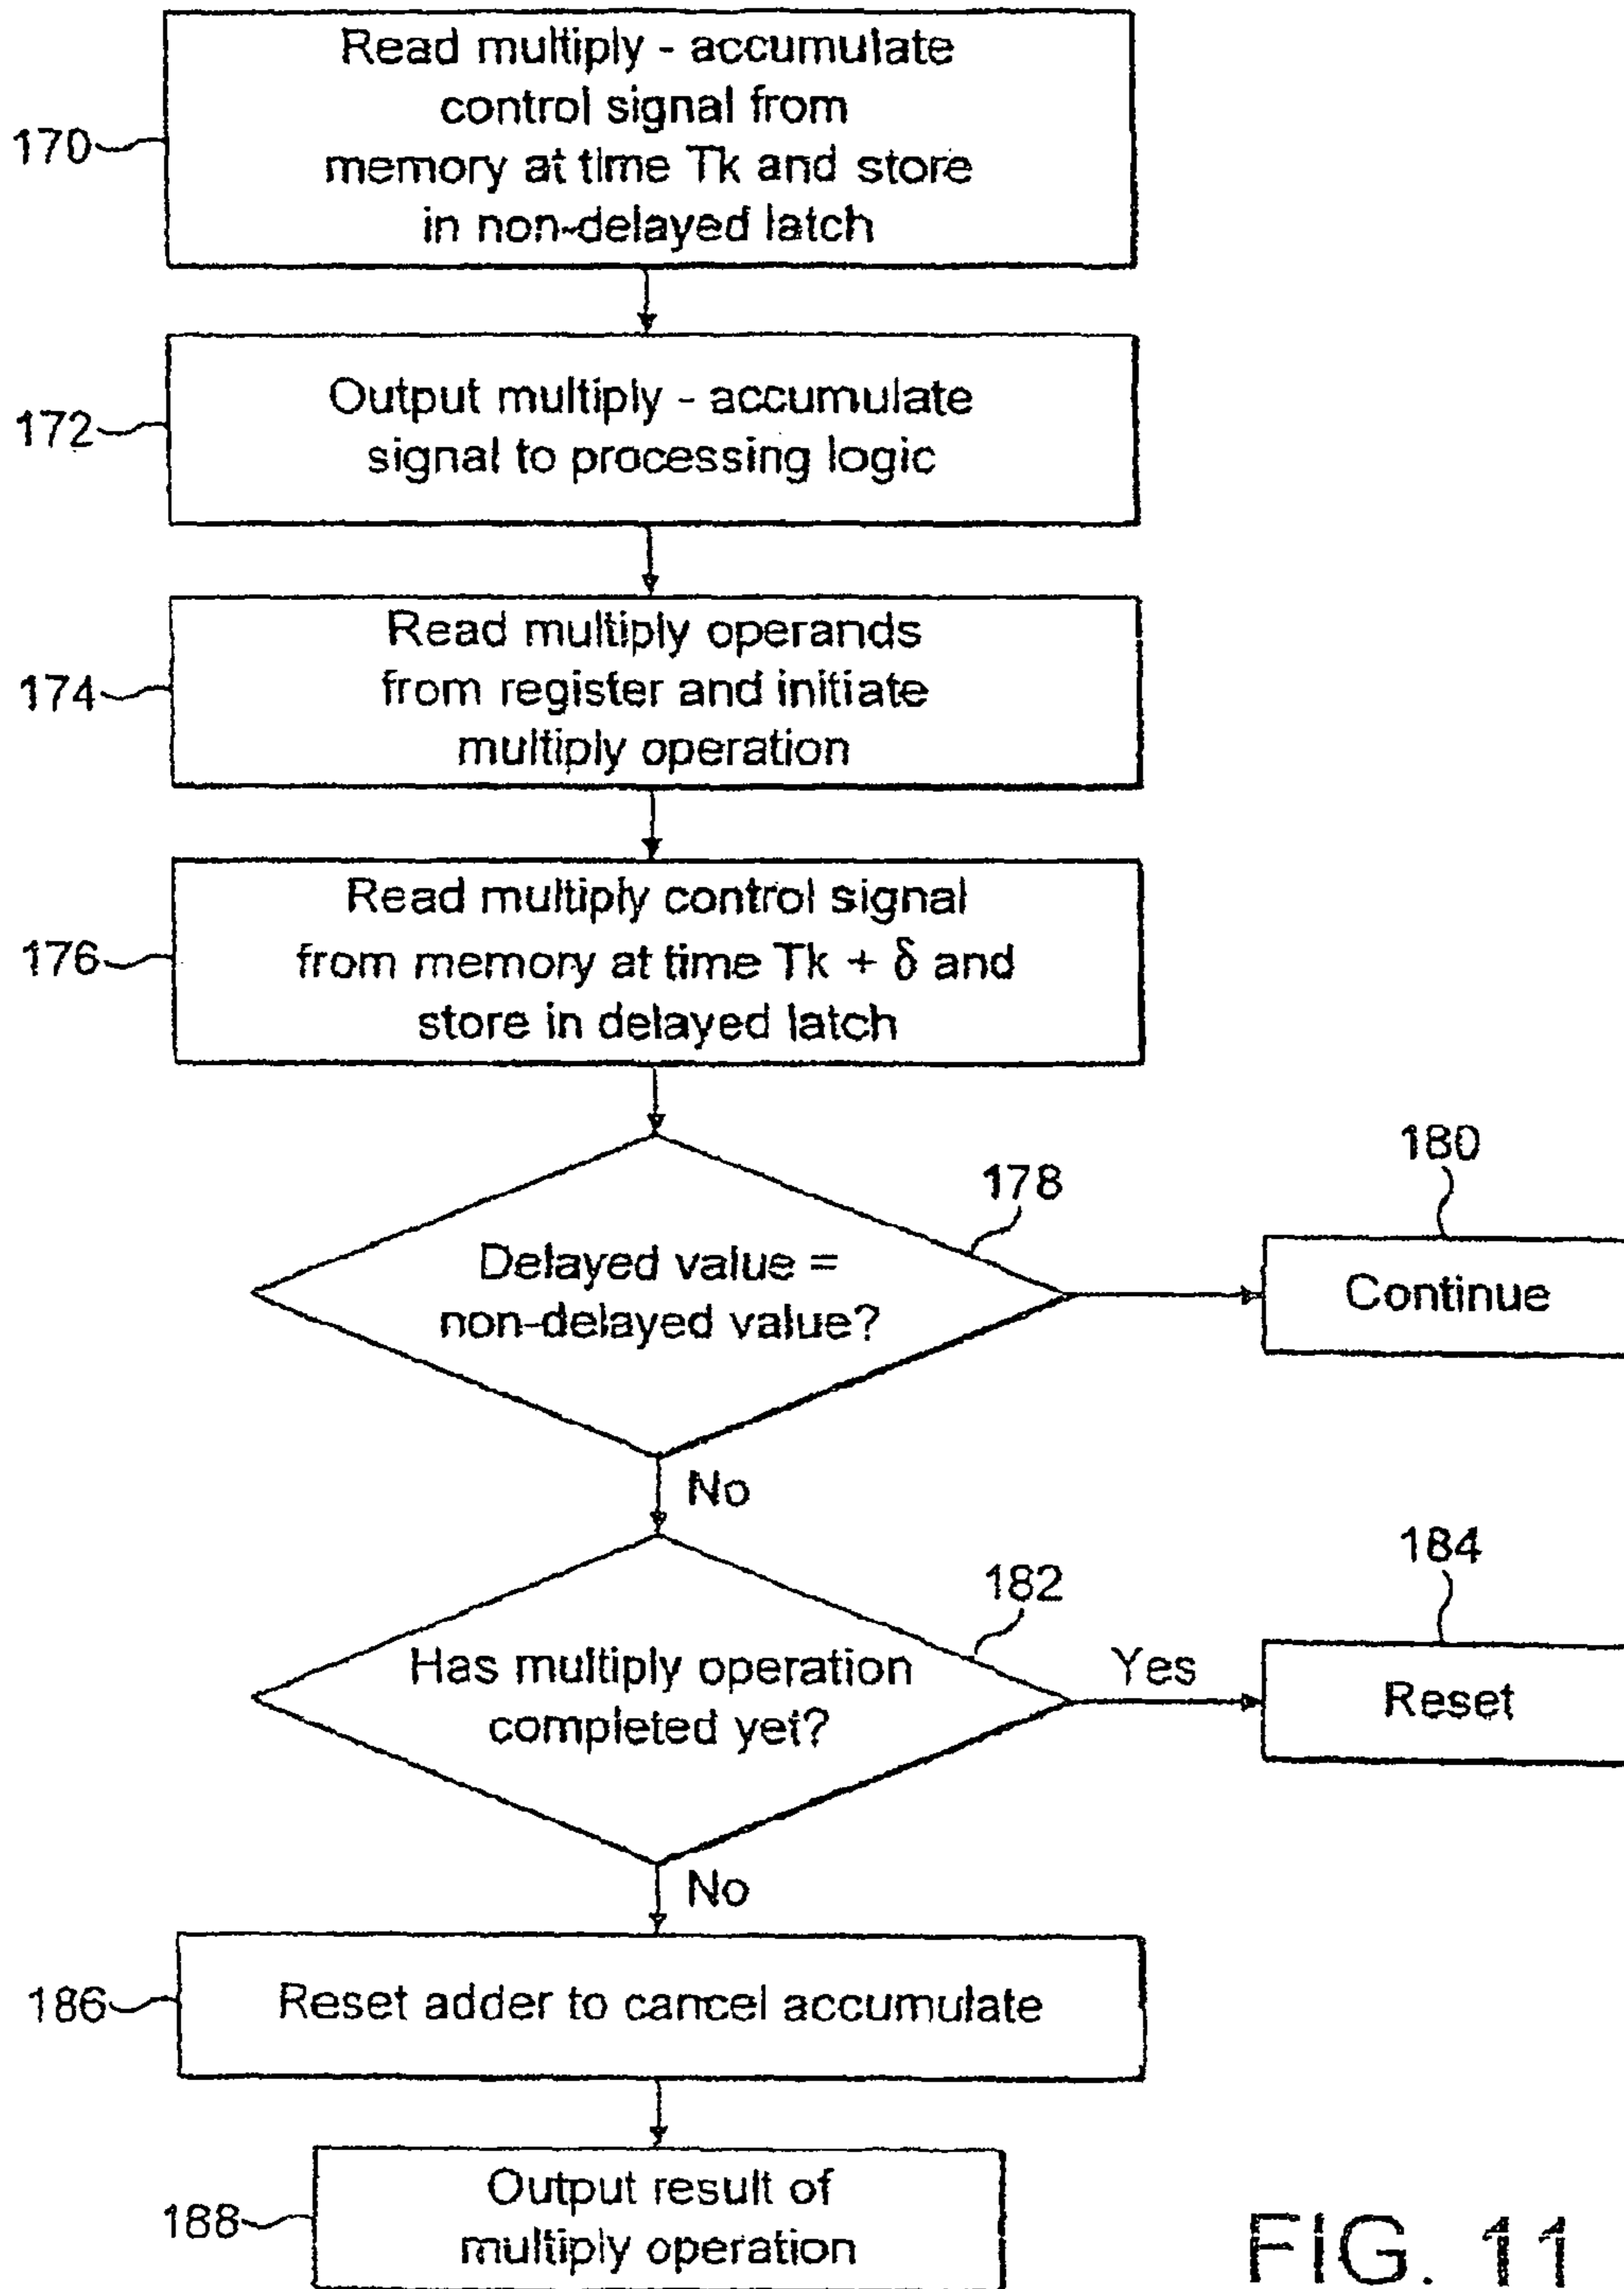 Read multiply - accumulate
control signal from
memory at time Tk and store
in non-delayed latch
170
Output multiply - accumulate
signal to processing logic
172
Read multiply operands
from register and initiate
multiply operation
174
Read multiply control signal
from memory at time Tk + δ and
store in delayed latch
176
Delayed value =
non-delayed value?
178
180
Continue
No
Has multiply operation
completed yet?
182
Yes
184
Reset
No
186
Reset adder to cancel accumulate
188
Output result of
multiply operation
FIG. 11